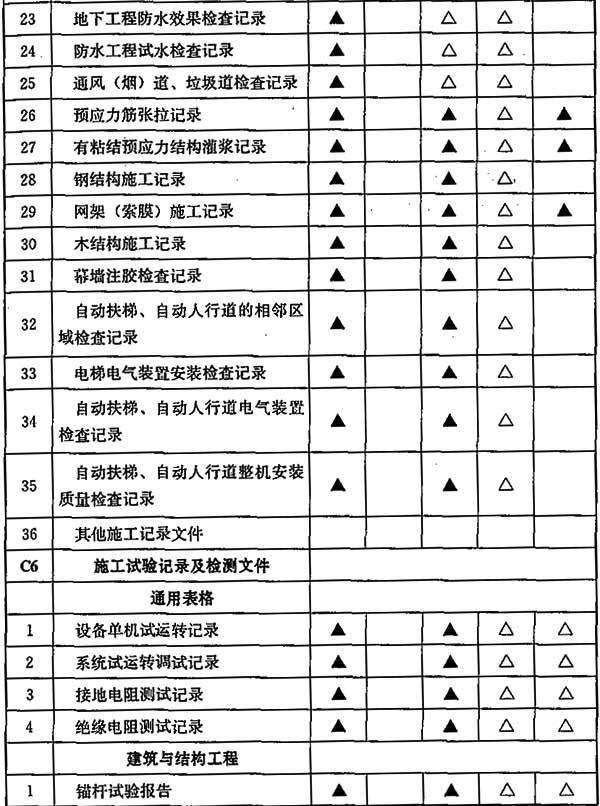 23 地下工程防水效果检查记录 ▲ △ △
24 防水工程试水检查记录 ▲ △ △
25 通风（烟）道、垃圾道检查记录 ▲ △ △
26 预应力筋张拉记录 ▲ ▲ △ ▲
27 有粘结预应力结构灌浆记录 ▲ ▲ △ ▲
28 钢结构施工记录 ▲ ▲ △
29 网架（索膜）施工记录 ▲ ▲ △ ▲
30 木结构施工记录 ▲ ▲ △
31 幕墙注胶检查记录 ▲ ▲ △
32 自动扶梯、自动人行道的相邻区
域检查记录 ▲ ▲ △
33 电梯电气装置安装检查记录 ▲ ▲ △
34 自动扶梯、自动人行道电气装置
检查记录 ▲ ▲ △
35 自动扶梯、自动人行道整机安装
质量检查记录 ▲ ▲ △
36 其他施工记录文件
C6 施工试验记录及检测文件
通用表格
1 设备单机试运转记录 ▲ ▲ △ △
2 系统试运转调试记录 ▲ ▲ △ △
3 接地电阻测试记录 ▲ ▲ △ △
4 绝缘电阻测试记录 ▲ ▲ △ △
建筑与结构工程
1 锚杆试验报告 ▲ ▲ △ △